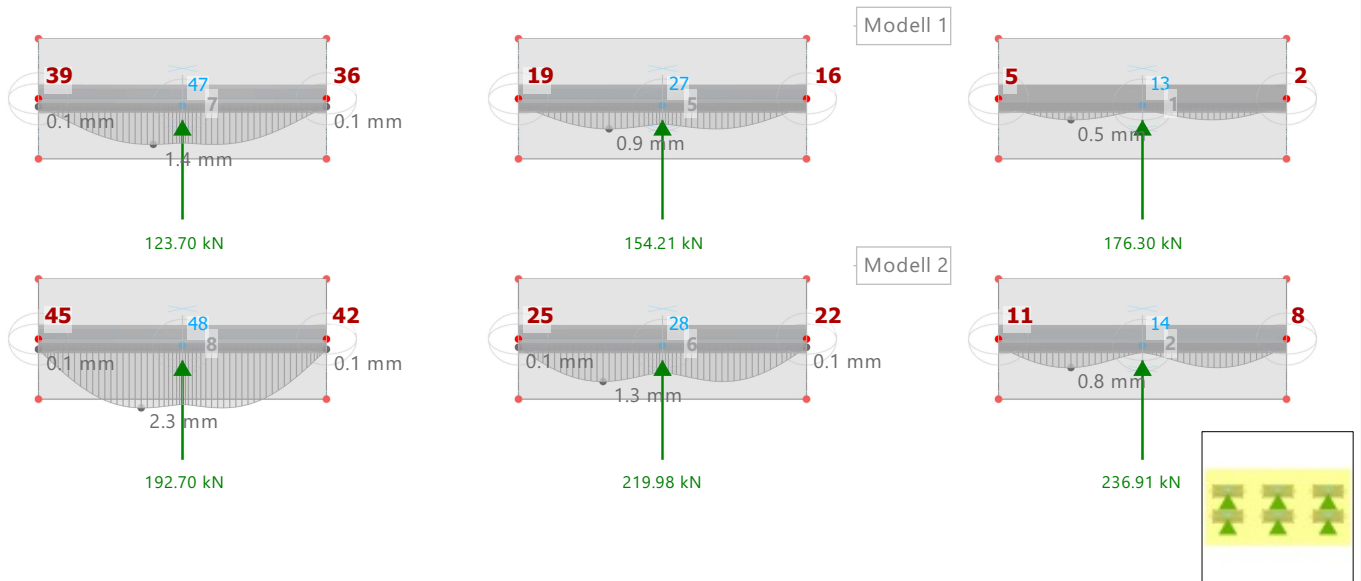 Modell 1
39
47
7
36
0.1 mm
0.1 mm
1.4 mm
123.70 kN
19
27
5
16
0.9 mm
154.21 kN
5
13
1
2
0.5 mm
176.30 kN
Modell 2
45
48
8
42
0.1 mm
0.1 mm
2.3 mm
192.70 kN
25
28
6
22
0.1 mm
0.1 mm
1.3 mm
219.98 kN
11
14
2
8
0.8 mm
236.91 kN